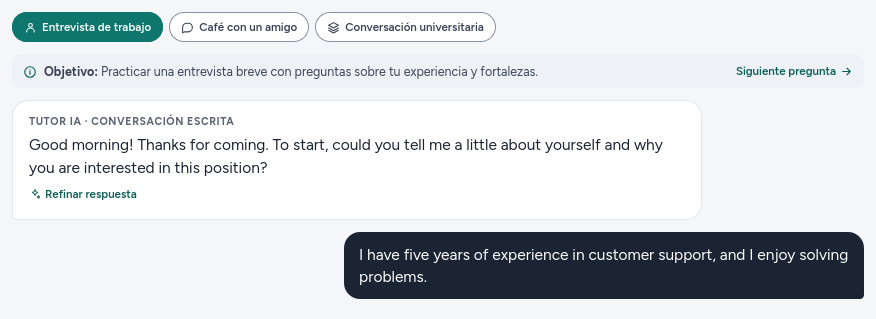 Entrevista de trabajo
Café con un amigo
Conversación universitaria
Objetivo: Practicar una entrevista breve con preguntas sobre tu experiencia y fortalezas.
Siguiente pregunta →
TUTOR IA · CONVERSACIÓN ESCRITA
Good morning! Thanks for coming. To start, could you tell me a little about yourself and why
you are interested in this position?
Refinar respuesta
I have five years of experience in customer support, and I enjoy solving
problems.